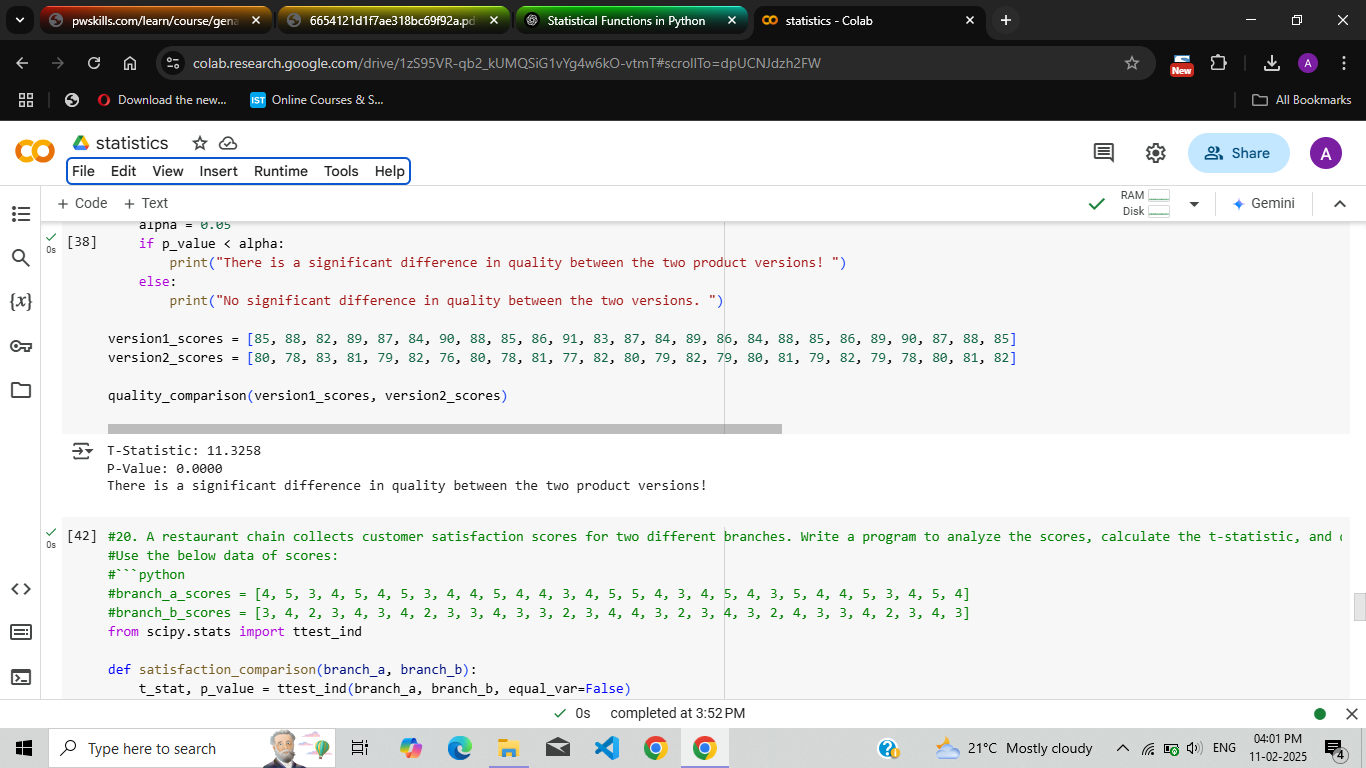 pwskills.com/learn/course/gena
6654121d1f7ae318bc69f92a.pd
Statistical Functions in Python
statistics - Colab
colab.research.google.com/drive/1zS95VR-qb2_kUMQSiG1vYg4w6kO-vtmT#scrollTo=dpUCNJdzh2FW
New
A
Download the new...
IST Online Courses & S...
All Bookmarks
statistics
File Edit View Insert Runtime Tools Help
Share
A
+ Code + Text
RAM
Disk
Gemini
alpha = 0.05
[38] if p_value < alpha:
0s
print("There is a significant difference in quality between the two product versions! ")
else:
print("No significant difference in quality between the two versions. ")
version1_scores = [85, 88, 82, 89, 87, 84, 90, 88, 85, 86, 91, 83, 87, 84, 89, 86, 84, 88, 85, 86, 89, 90, 87, 88, 85]
version2_scores = [80, 78, 83, 81, 79, 82, 76, 80, 78, 81, 77, 82, 80, 79, 82, 79, 80, 81, 79, 82, 79, 78, 80, 81, 82]
quality_comparison(version1_scores, version2_scores)
T-Statistic: 11.3258
P-Value: 0.0000
There is a significant difference in quality between the two product versions!
[42] #20. A restaurant chain collects customer satisfaction scores for two different branches. Write a program to analyze the scores, calculate the t-statistic, and
0s
#Use the below data of scores:
#```python
#branch_a_scores = [4, 5, 3, 4, 5, 4, 5, 3, 4, 4, 5, 4, 4, 3, 4, 5, 5, 4, 3, 4, 5, 4, 3, 5, 4, 4, 5, 3, 4, 5, 4]
#branch_b_scores = [3, 4, 2, 3, 4, 3, 4, 2, 3, 3, 4, 3, 3, 2, 3, 4, 4, 3, 2, 3, 4, 3, 2, 4, 3, 3, 4, 2, 3, 4, 3]
from scipy.stats import ttest_ind
def satisfaction_comparison(branch_a, branch_b):
t_stat, p_value = ttest_ind(branch_a, branch_b, equal_var=False)
0s completed at 3:52 PM
Type here to search
21°C Mostly cloudy
ENG
04:01 PM
11-02-2025
4